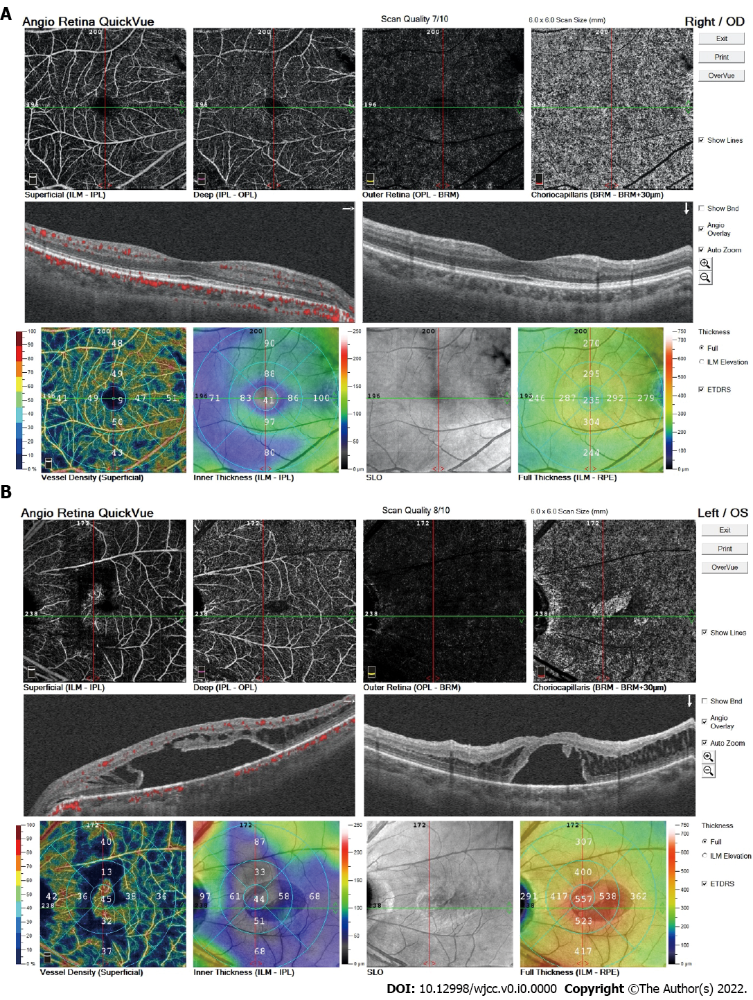 A
Angio Retina QuickVue
Scan Quality 7/10
6.0 x 6.0 Scan Size (mm)
Right / OD
200
200
200
200
Exit
Print
OverVue
196
196
196
196
Show Lines
Superficial (ILM - IPL)
Deep (IPL - OPL)
Outer Retina (OPL - BRM)
Choriocapillaris (BRM - BRM+30µm)
Show Bnd
Angio
Overlay
Auto Zoom
100
90
80
70
60
50
40
30
20
10
0 %
200
48
49
196 41 49 9 47 51
50
43
200
90
88
196 71 83 41 86 100
97
80
250
200
150
100
50
0 µm
200
196
200
270
295
196 246 287 235 292 279
304
244
750
700
600
500
400
300
200
100
0 µm
Thickness
Full
ILM Elevation
ETDRS
Vessel Density (Superficial)
Inner Thickness (ILM - IPL)
SLO
Full Thickness (ILM - RPE)
B
Angio Retina QuickVue
Scan Quality 8/10
6.0 x 6.0 Scan Size (mm)
Left / OS
172
172
172
172
Exit
Print
OverVue
238
238
238
238
Show Lines
Superficial (ILM - IPL)
Deep (IPL - OPL)
Outer Retina (OPL - BRM)
Choriocapillaris (BRM - BRM+30µm)
Show Bnd
Angio
Overlay
Auto Zoom
100
90
80
70
60
50
40
30
20
10
0 %
172
40
13
42 36 45 38 36
238
32
37
172
87
33
97 61 44 58 68
238
51
68
250
200
150
100
50
0 µm
172
238
172
307
400
291 417 557 538 362
238
523
417
750
700
600
500
400
300
200
100
0 µm
Thickness
Full
ILM Elevation
ETDRS
Vessel Density (Superficial)
Inner Thickness (ILM - IPL)
SLO
Full Thickness (ILM - RPE)
DOI: 10.12998/wjcc.v0.i0.0000 Copyright ©The Author(s) 2022.